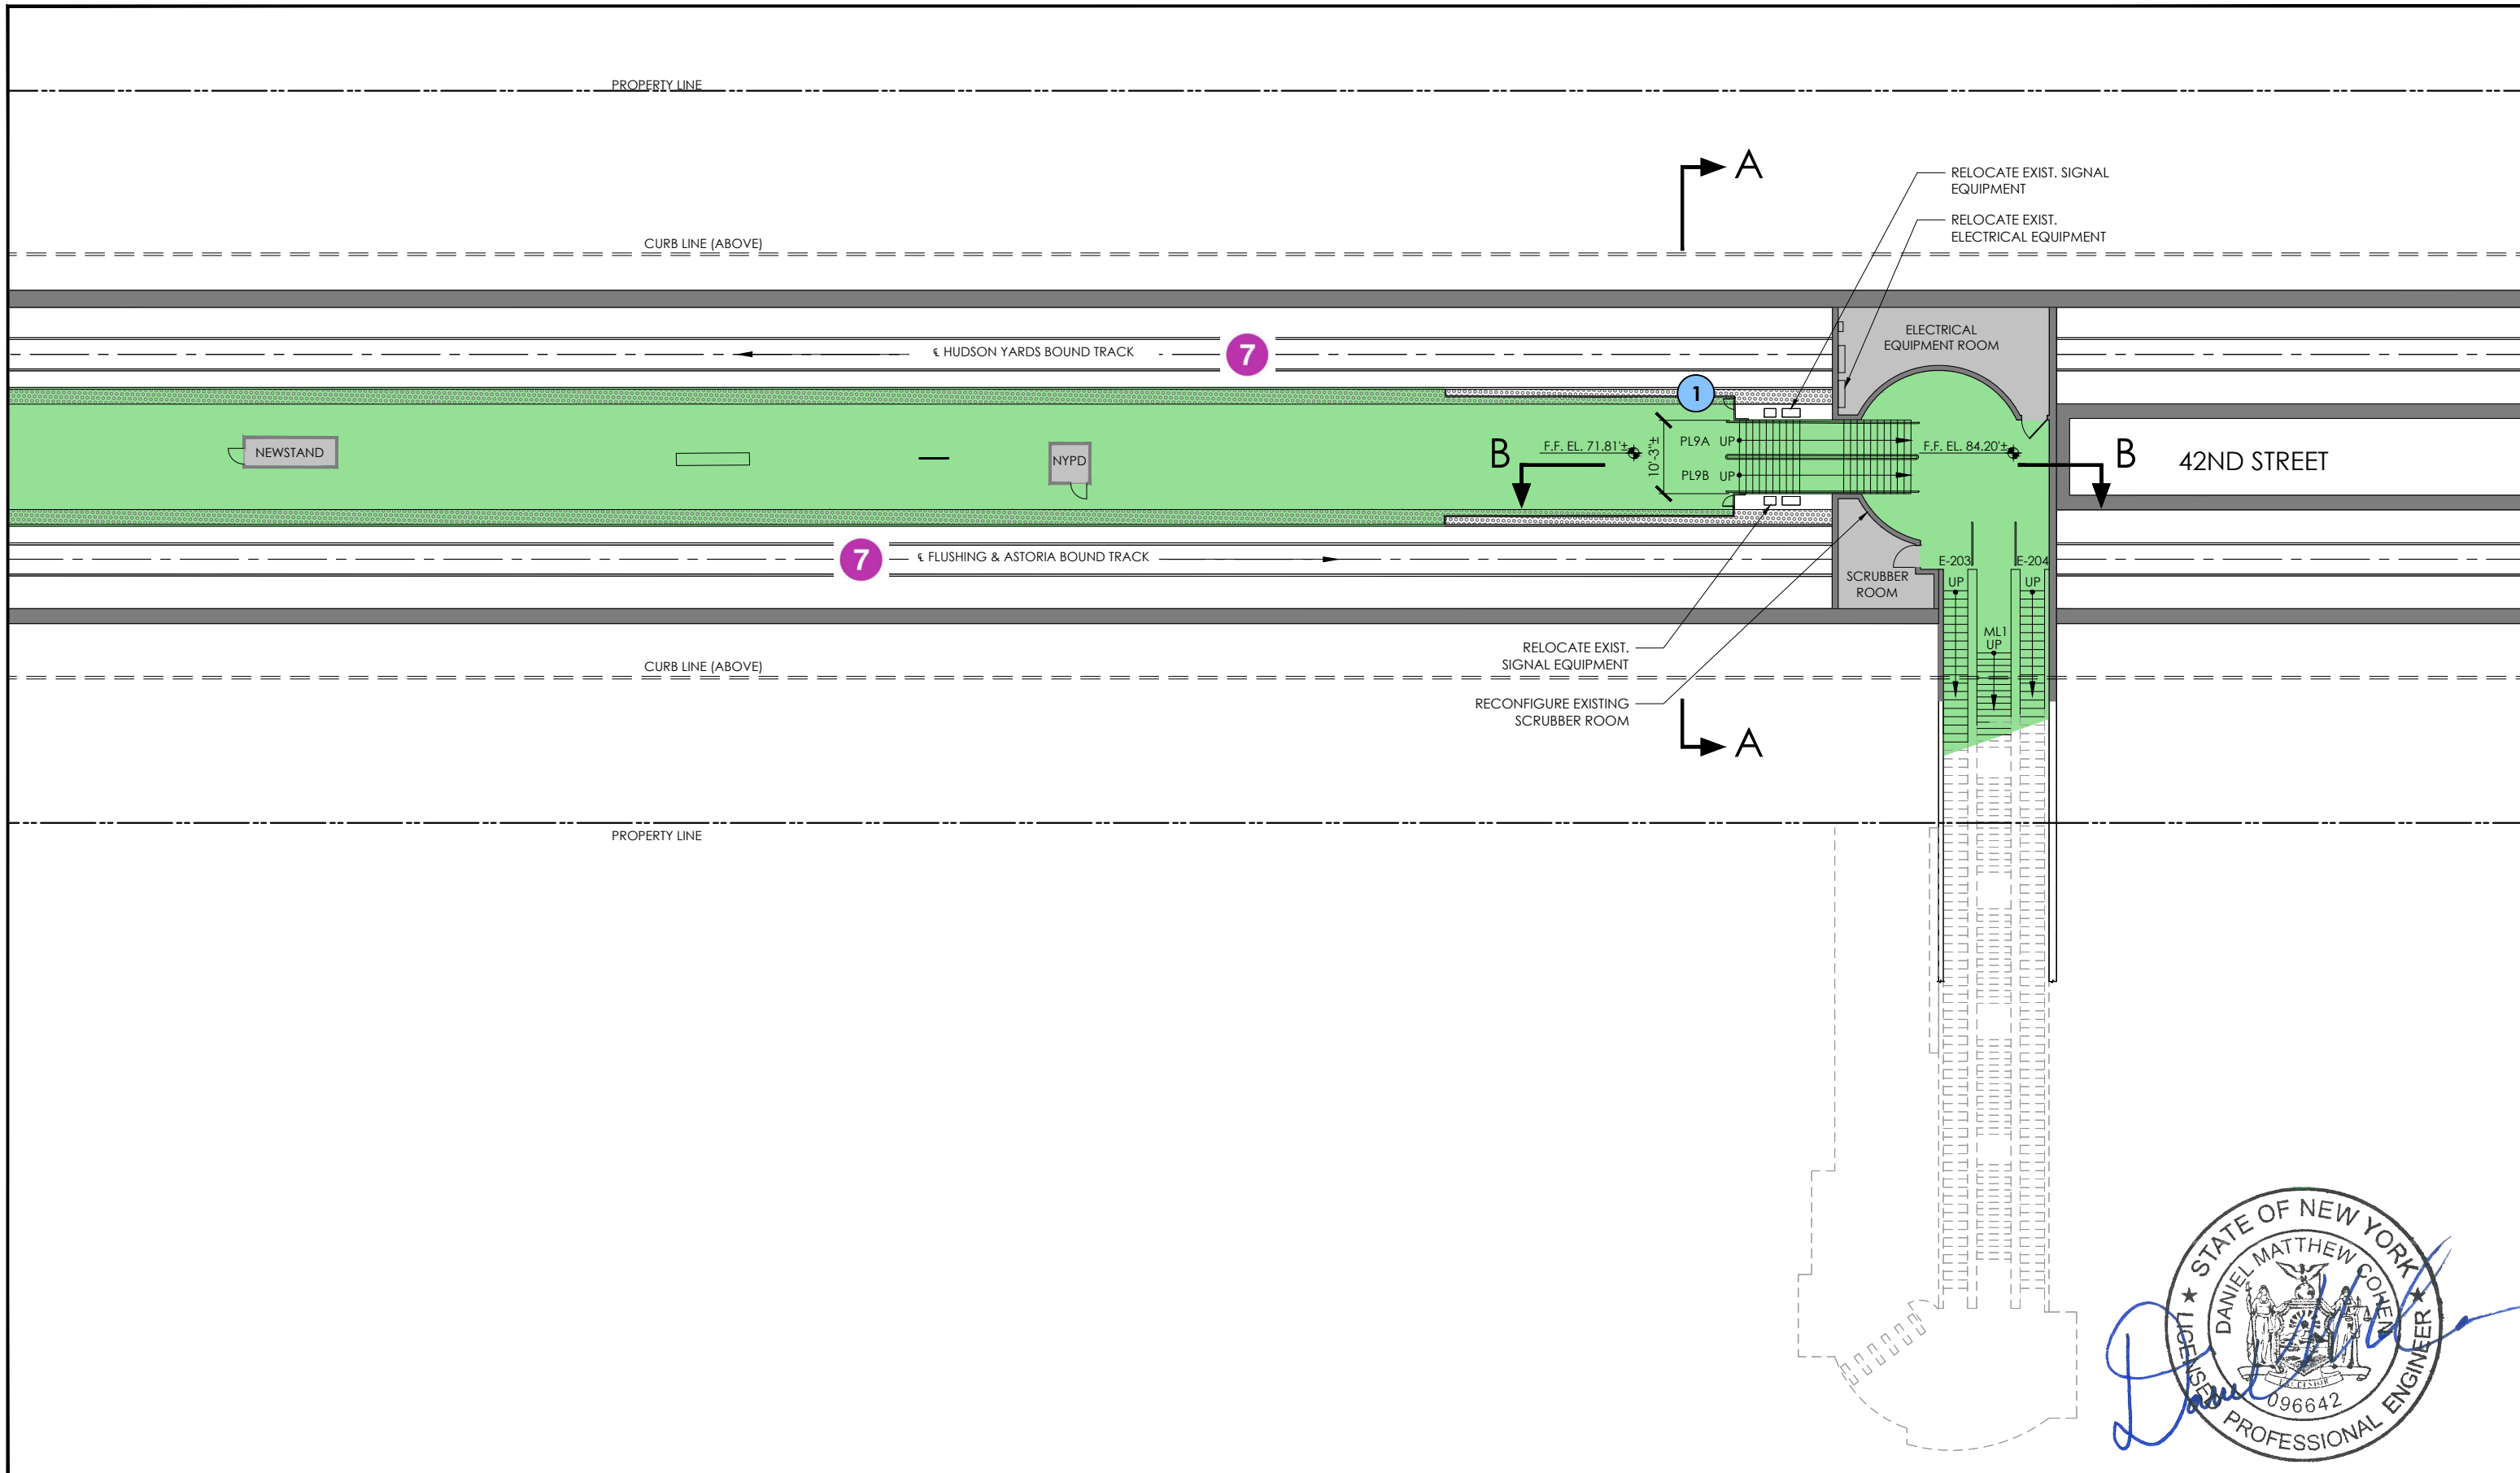 PROPERTY LINE
A
RELOCATE EXIST. SIGNAL
EQUIPMENT
RELOCATE EXIST.
ELECTRICAL EQUIPMENT
CURB LINE (ABOVE)
ELECTRICAL
EQUIPMENT ROOM
℄ HUDSON YARDS BOUND TRACK
7
1
NEWSTAND
NYPD
B
F.F. EL. 71.81'±
10'-3"±
PL9A UP
PL9B UP
F.F. EL. 84.20'±
B
42ND STREET
7
℄ FLUSHING & ASTORIA BOUND TRACK
SCRUBBER
ROOM
E-203
UP
E-204
UP
ML1
UP
RELOCATE EXIST.
SIGNAL EQUIPMENT
CURB LINE (ABOVE)
RECONFIGURE EXISTING
SCRUBBER ROOM
A
PROPERTY LINE
STATE OF NEW YORK
DANIEL MATTHEW COHEN
EXCELSIOR
096642
LICENSED PROFESSIONAL ENGINEER